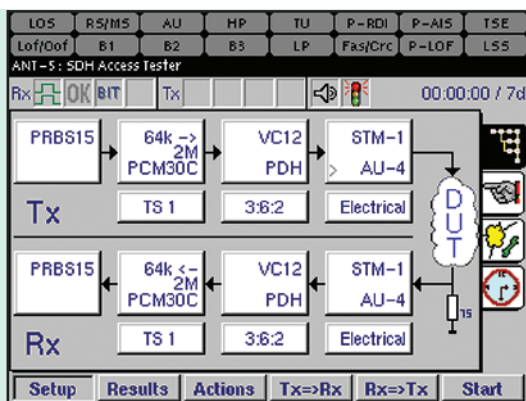 LOS RS/MS AU HP TU P-RDI P-AIS TSE
Lof/Oof B1 B2 B3 LP Fas/Crc P-LOF LSS
ANT-5 : SDH Access Tester
Rx OK BIT Tx 00:00:00 / 7d
PRBS15 64k -> VC12 STM-1
2M
PCM30C PDH > AU-4
Tx TS 1 3:6:2 Electrical
DUT
PRBS15 64k <- VC12 STM-1
2M
PCM30C PDH AU-4
75
Rx TS 1 3:6:2 Electrical
Setup Results Actions Tx=>Rx Rx=>Tx Start